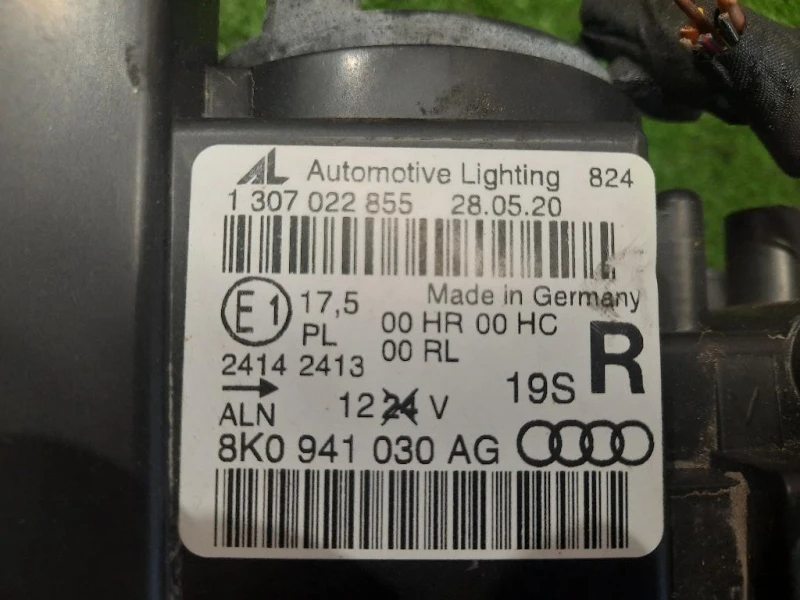 AL Automotive Lighting 824
1 307 022 855 28.05.20
Made in Germany
E1 17,5
PL
00 HR 00 HC
00 RL
R
2414 2413
19S
ALN
12 24 V
8K0 941 030 AG